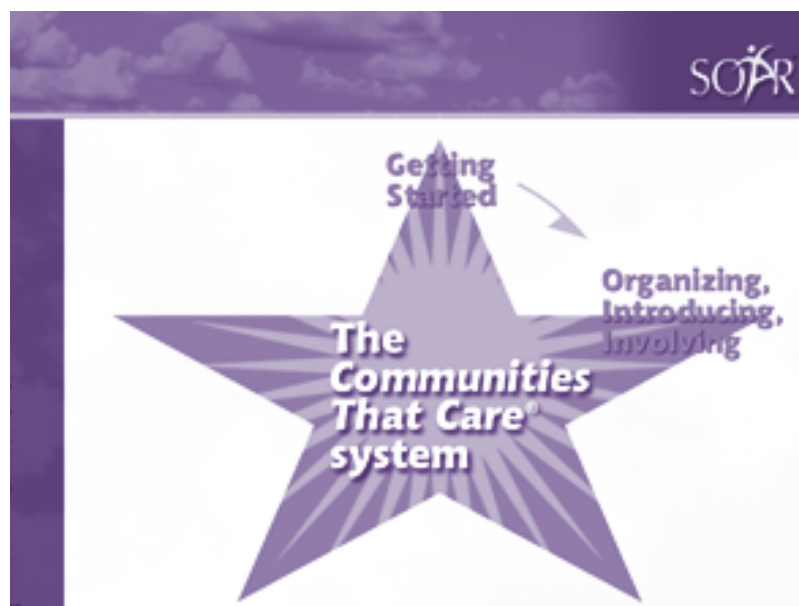 SOAR
Getting
Started
Organizing,
Introducing,
Involving
The
Communities
That Care®
system